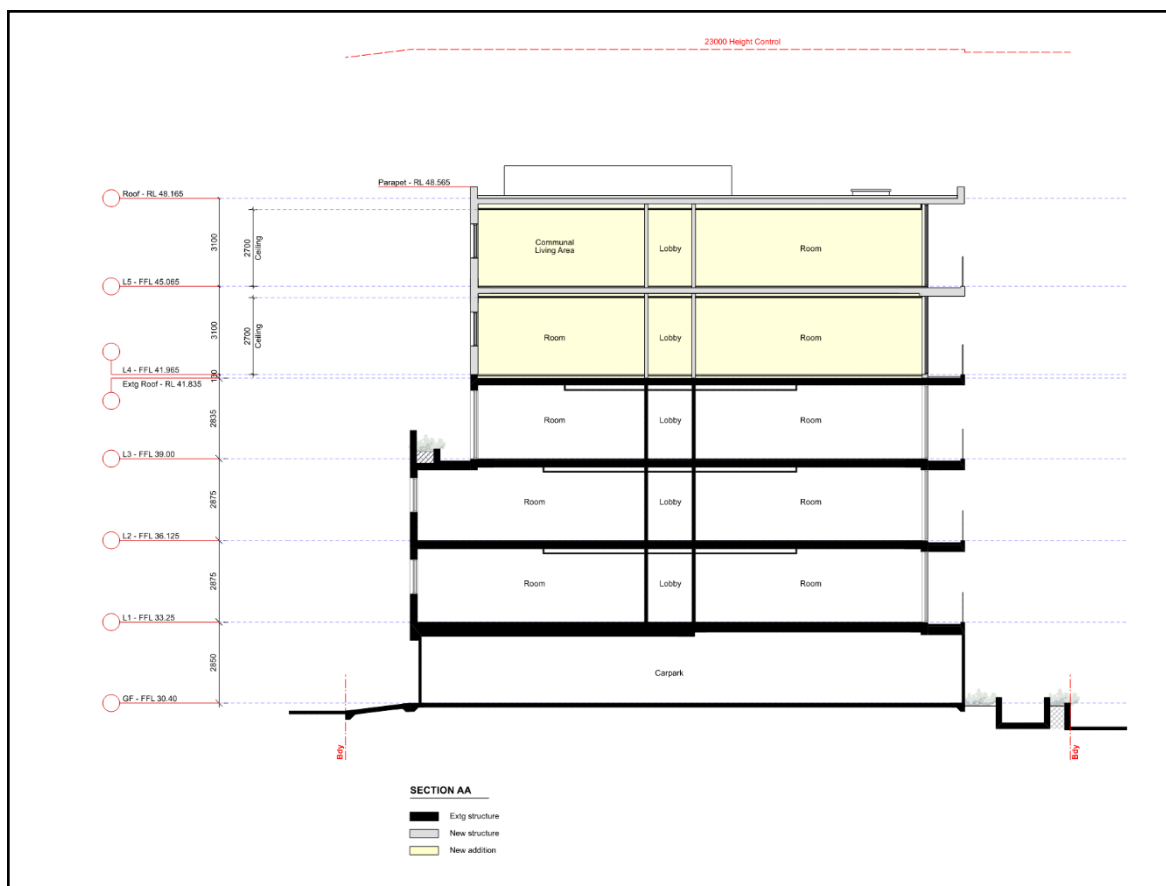 23000 Height Control
Parapet - RL 48.565
Roof - RL 48.165
3100
2700
Ceiling
Communal
Living Area
Lobby
Room
L5 - FFL 45.065
3100
2700
Ceiling
Room
Lobby
Room
L4 - FFL 41.965
130
Extg Roof - RL 41.835
2835
Room
Lobby
Room
L3 - FFL 39.00
2875
Room
Lobby
Room
L2 - FFL 36.125
2875
Room
Lobby
Room
L1 - FFL 33.25
2850
Carpark
GF - FFL 30.40
Bdy
Bdy
SECTION AA
Extg structure
New structure
New addition